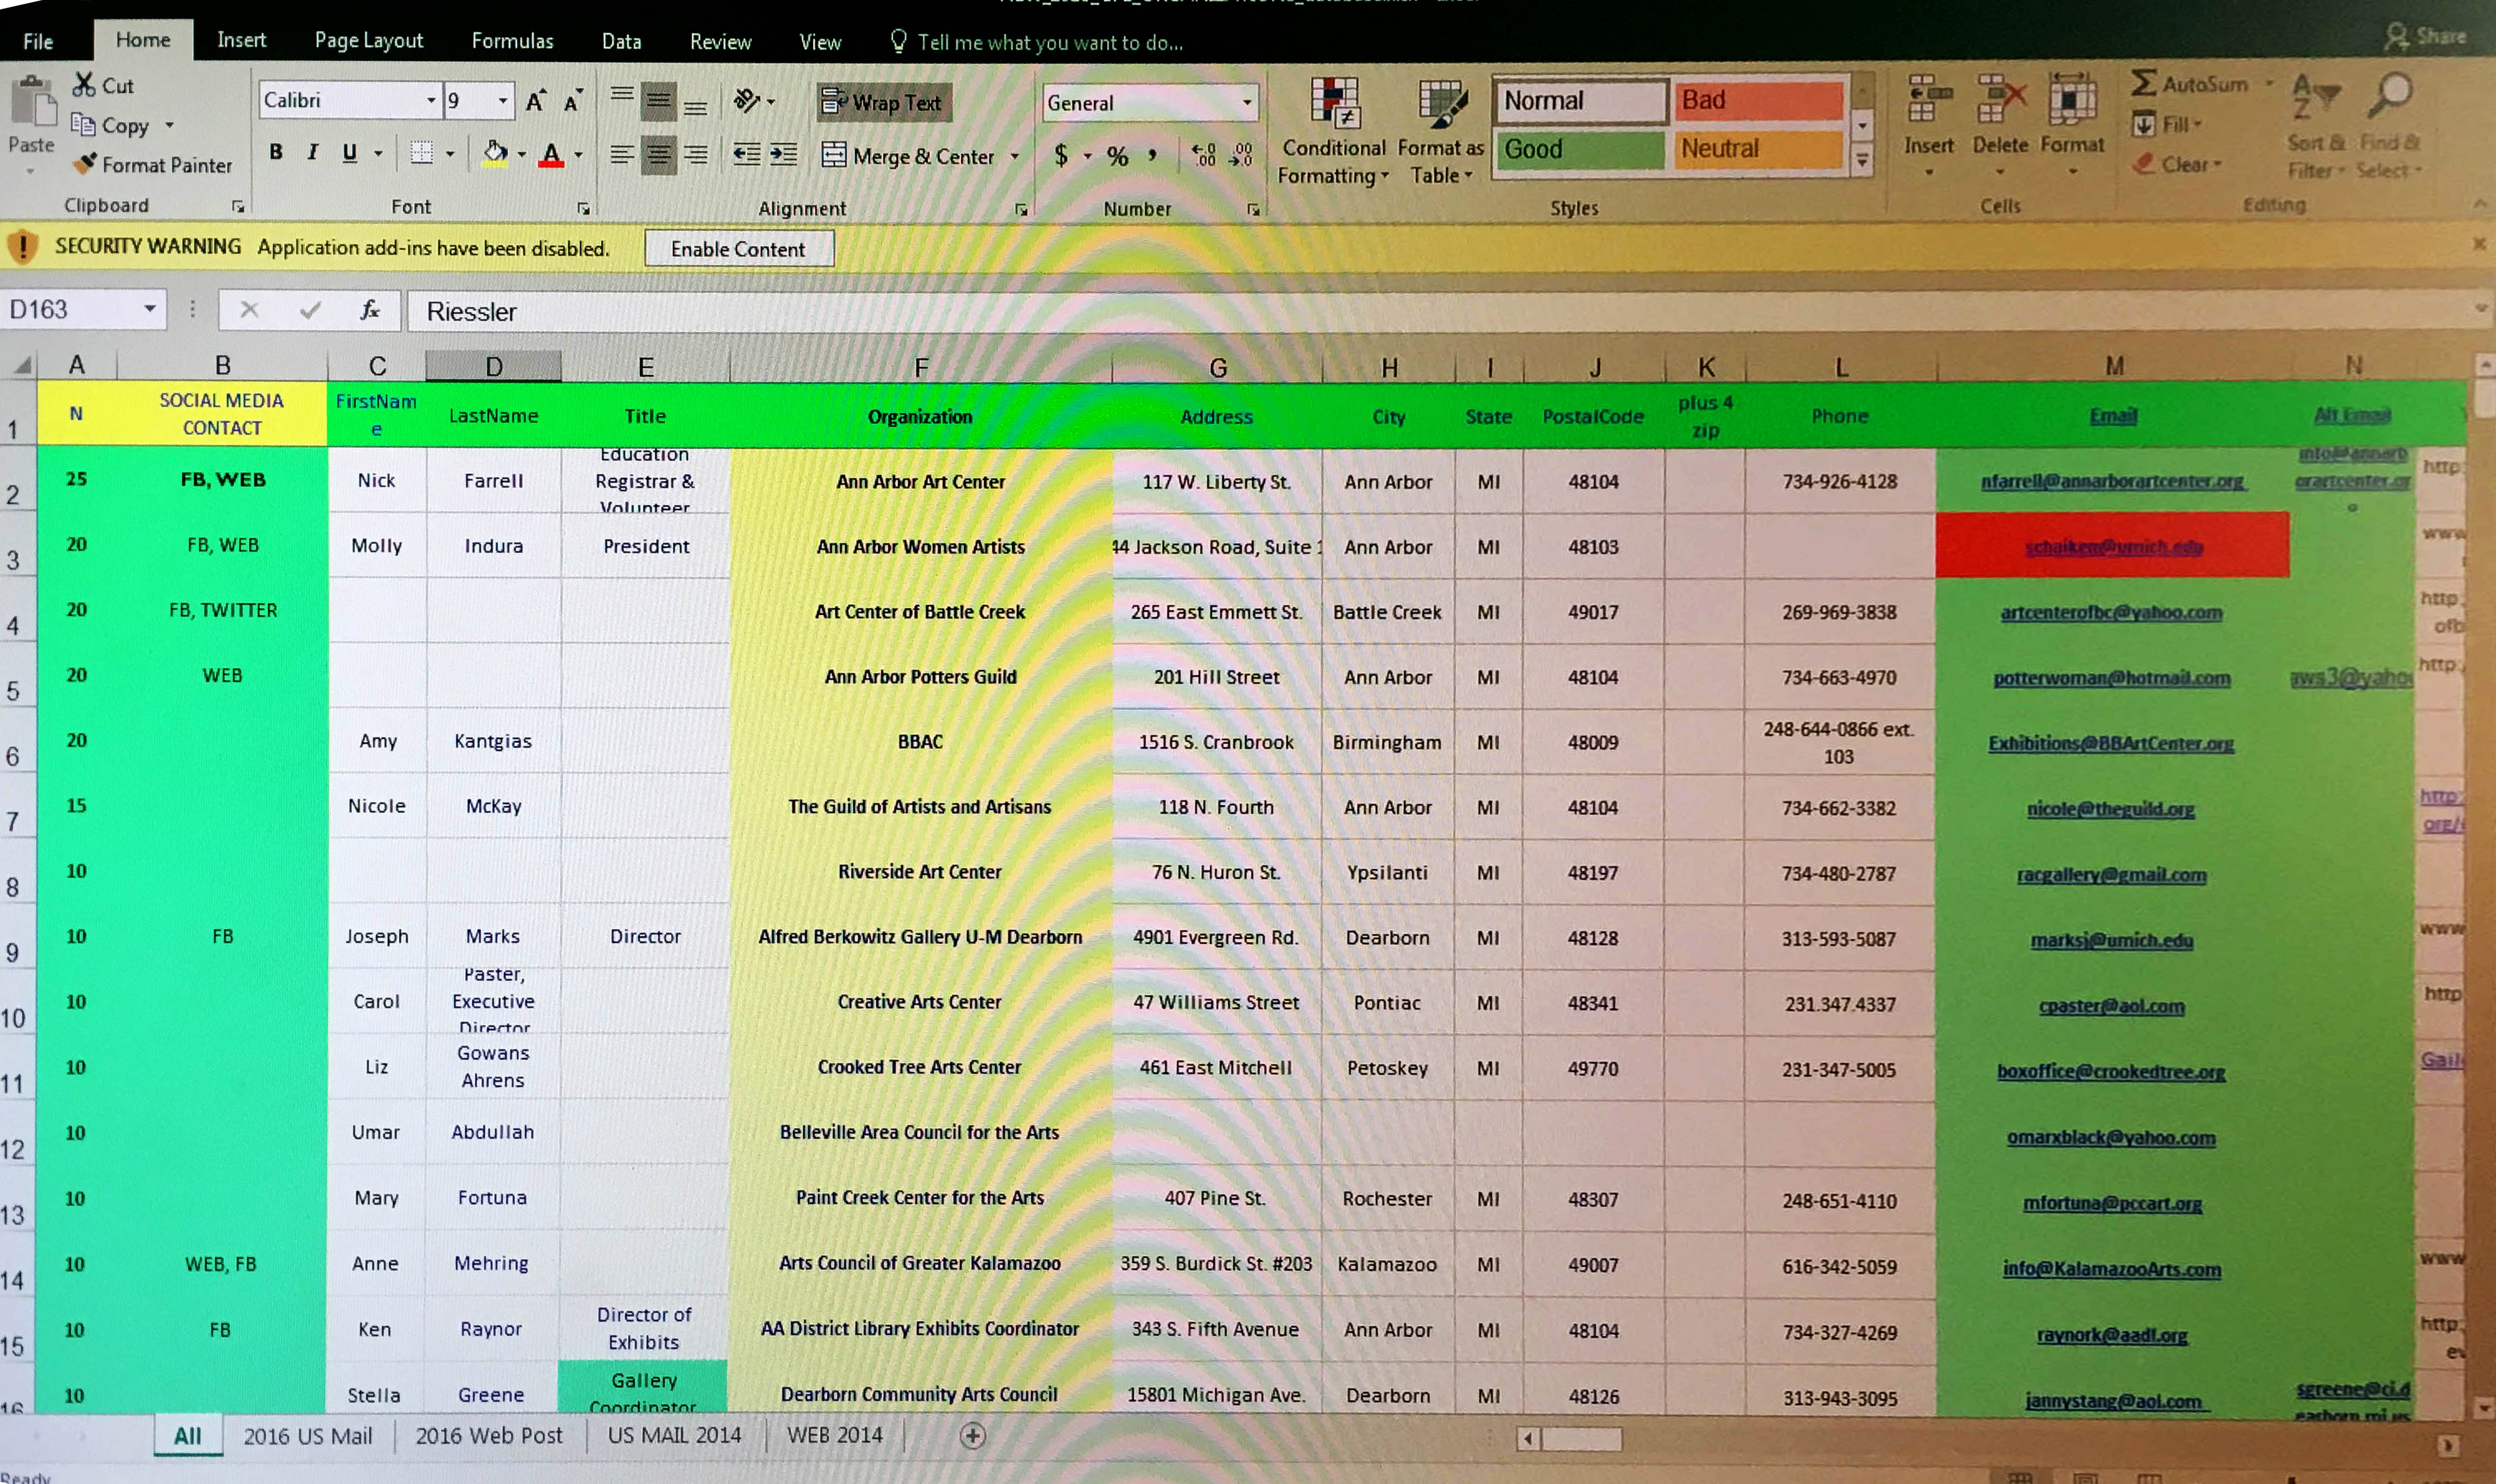 File Home Insert Page Layout Formulas Data Review View Tell me what you want to do... Share
Cut
Copy
Paste
Format Painter
Clipboard
Calibri 9
B I U
Font
Wrap Text
Merge & Center
Alignment
General
$ % ,
Number
Conditional Formatting
Format as Table
Normal Bad
Good Neutral
Styles
Insert Delete Format
Cells
AutoSum
Fill
Clear
Sort & Filter
Find & Select
Editing
SECURITY WARNING Application add-ins have been disabled. Enable Content
D163 fx Riessler
A B C D E F G H I J K L M N
1 N SOCIAL MEDIA CONTACT FirstName LastName Title Organization Address City State PostalCode plus 4 zip Phone Email Alt Email
2 25 FB, WEB Nick Farrell Education Registrar & Volunteer Ann Arbor Art Center 117 W. Liberty St. Ann Arbor MI 48104 734-926-4128 nfarrell@annarborartcenter.org info@annarborartcenter.org http:
3 20 FB, WEB Molly Indura President Ann Arbor Women Artists 44 Jackson Road, Suite Ann Arbor MI 48103 schaiken@umich.edu www
4 20 FB, TWITTER Art Center of Battle Creek 265 East Emmett St. Battle Creek MI 49017 269-969-3838 artcenterofbc@yahoo.com http: ofb
5 20 WEB Ann Arbor Potters Guild 201 Hill Street Ann Arbor MI 48104 734-663-4970 potterwoman@hotmail.com aws3@yaho http:
6 20 Amy Kantgias BBAC 1516 S. Cranbrook Birmingham MI 48009 248-644-0866 ext. 103 Exhibitions@BBArtCenter.org
7 15 Nicole McKay The Guild of Artists and Artisans 118 N. Fourth Ann Arbor MI 48104 734-662-3382 nicole@theguild.org http: org/
8 10 Riverside Art Center 76 N. Huron St. Ypsilanti MI 48197 734-480-2787 racgallery@gmail.com
9 10 FB Joseph Marks Director Alfred Berkowitz Gallery U-M Dearborn 4901 Evergreen Rd. Dearborn MI 48128 313-593-5087 marksj@umich.edu www
10 10 Carol Paster, Executive Director Creative Arts Center 47 Williams Street Pontiac MI 48341 231.347.4337 cpaster@aol.com http
11 10 Liz Gowans Ahrens Crooked Tree Arts Center 461 East Mitchell Petoskey MI 49770 231-347-5005 boxoffice@crookedtree.org Gail
12 10 Umar Abdullah Belleville Area Council for the Arts omarxblack@yahoo.com
13 10 Mary Fortuna Paint Creek Center for the Arts 407 Pine St. Rochester MI 48307 248-651-4110 mfortuna@pccart.org
14 10 WEB, FB Anne Mehring Arts Council of Greater Kalamazoo 359 S. Burdick St. #203 Kalamazoo MI 49007 616-342-5059 info@KalamazooArts.com www
15 10 FB Ken Raynor Director of Exhibits AA District Library Exhibits Coordinator 343 S. Fifth Avenue Ann Arbor MI 48104 734-327-4269 raynork@aadl.org http:
16 10 Stella Greene Gallery Coordinator Dearborn Community Arts Council 15801 Michigan Ave. Dearborn MI 48126 313-943-3095 jannystang@aol.com sgreene@ci.dearborn.mi.us
All 2016 US Mail 2016 Web Post US MAIL 2014 WEB 2014
Ready